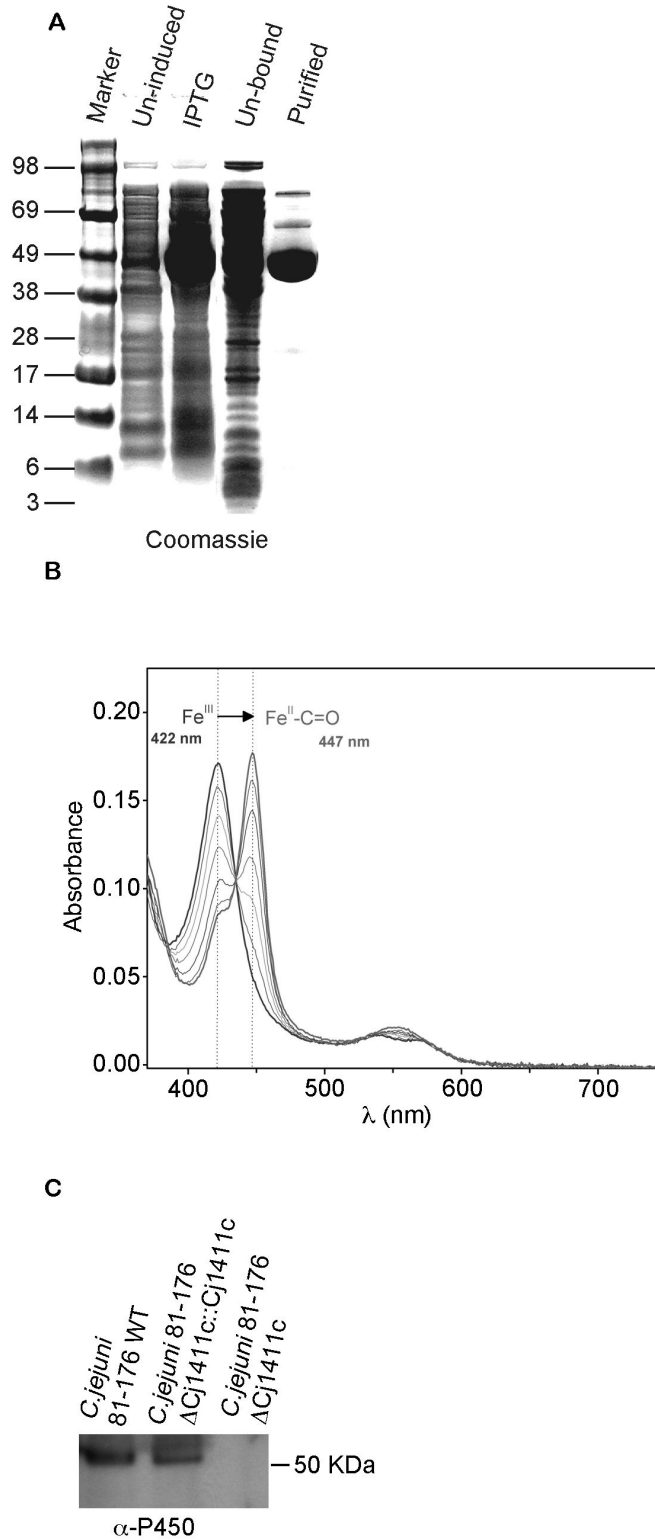 A
Marker
Un-induced
IPTG
Un-bound
Purified
98
69
49
38
28
17
14
6
3
Coomassie
B
Fe^III
Fe^II-C=O
422 nm
447 nm
0.20
0.15
0.10
0.05
0.00
Absorbance
400
500
600
700
λ (nm)
C
C.jejuni
81-176 WT
C.jejuni 81-176
ΔCj1411c::Cj1411c
C.jejuni 81-176
ΔCj1411c
50 KDa
α-P450